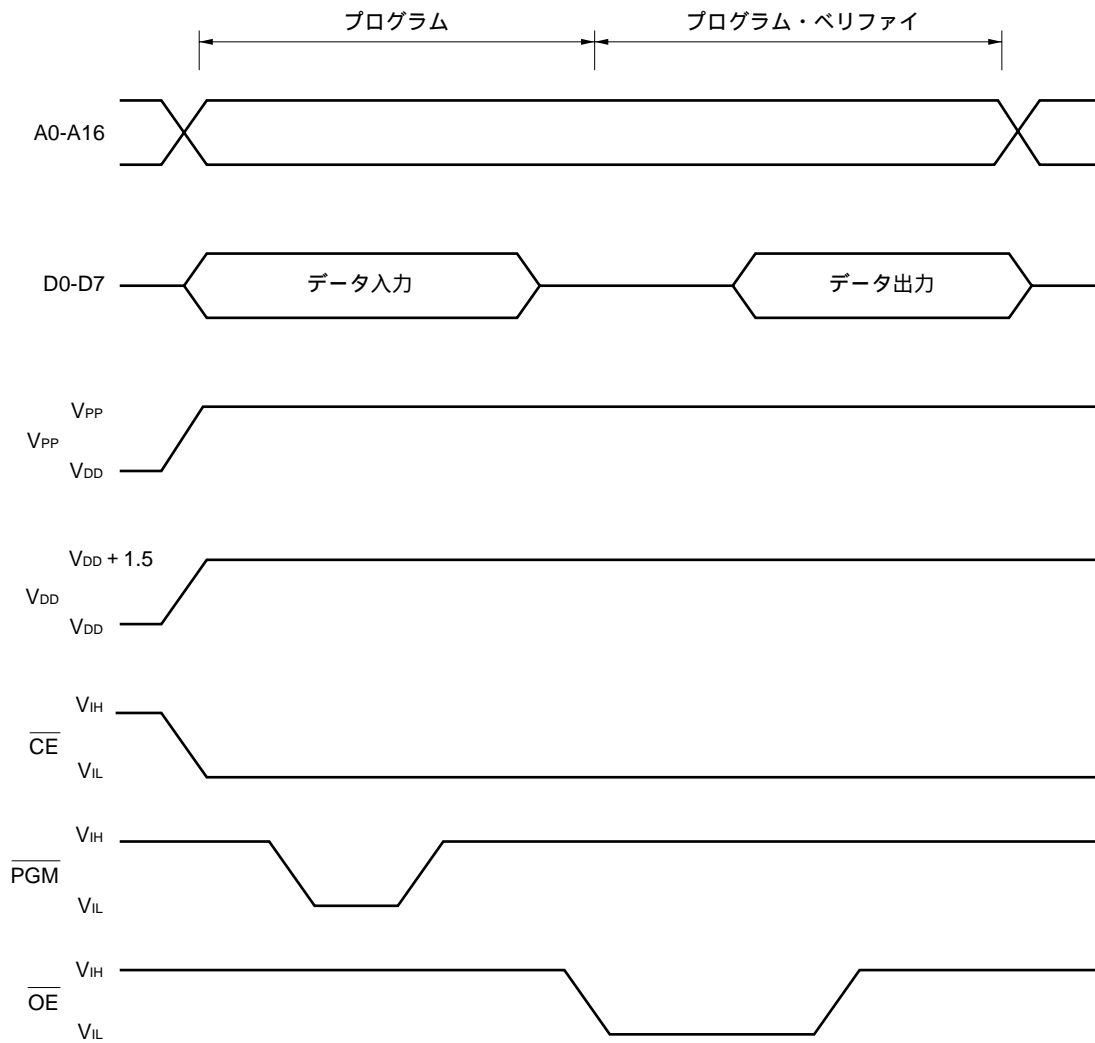 プログラム
プログラム・ベリファイ
A0-A16
D0-D7
データ入力
データ出力
VPP
VPP
VDD
VDD + 1.5
VDD
VDD
VIH
CE
VIL
VIH
PGM
VIL
VIH
OE
VIL